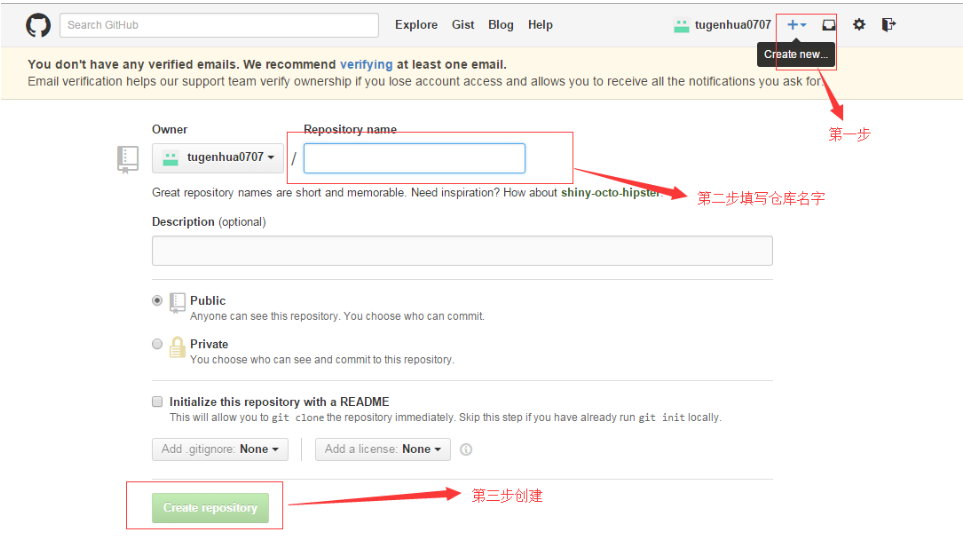 Search GitHub Explore Gist Blog Help tugenhua0707
Create new...
You don't have any verified emails. We recommend verifying at least one email.
Email verification helps our support team verify ownership if you lose account access and allows you to receive all the notifications you ask for.
第一步
Owner Repository name
tugenhua0707 /
第二步填写仓库名字
Great repository names are short and memorable. Need inspiration? How about shiny-octo-hipster.
Description (optional)
Public
Anyone can see this repository. You choose who can commit.
Private
You choose who can see and commit to this repository.
Initialize this repository with a README
This will allow you to git clone the repository immediately. Skip this step if you have already run git init locally.
Add .gitignore: None Add a license: None
Create repository
第三步创建